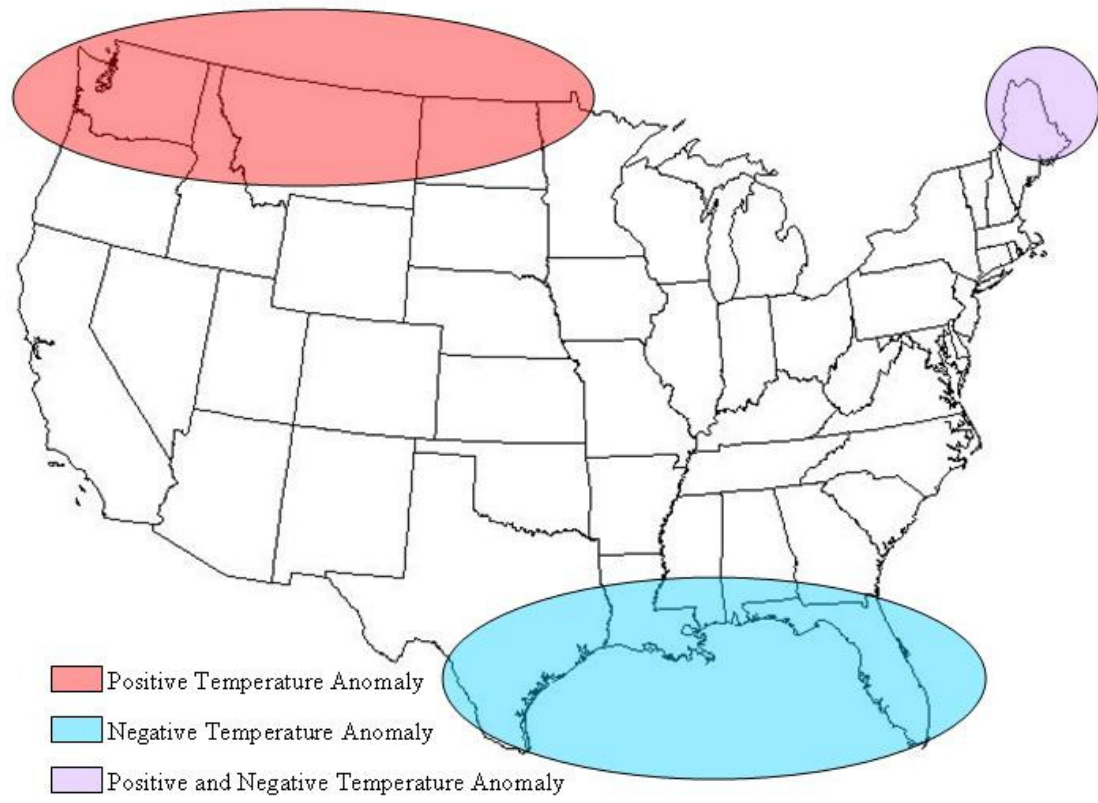 Positive Temperature Anomaly
Negative Temperature Anomaly
Positive and Negative Temperature Anomaly